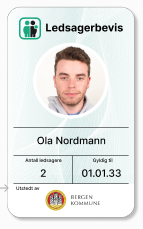 Ledsagerbevis
Ola Nordmann
Antall ledsagere
2
Gyldig til
01.01.33
Utstedt av
BERGEN
KOMMUNE